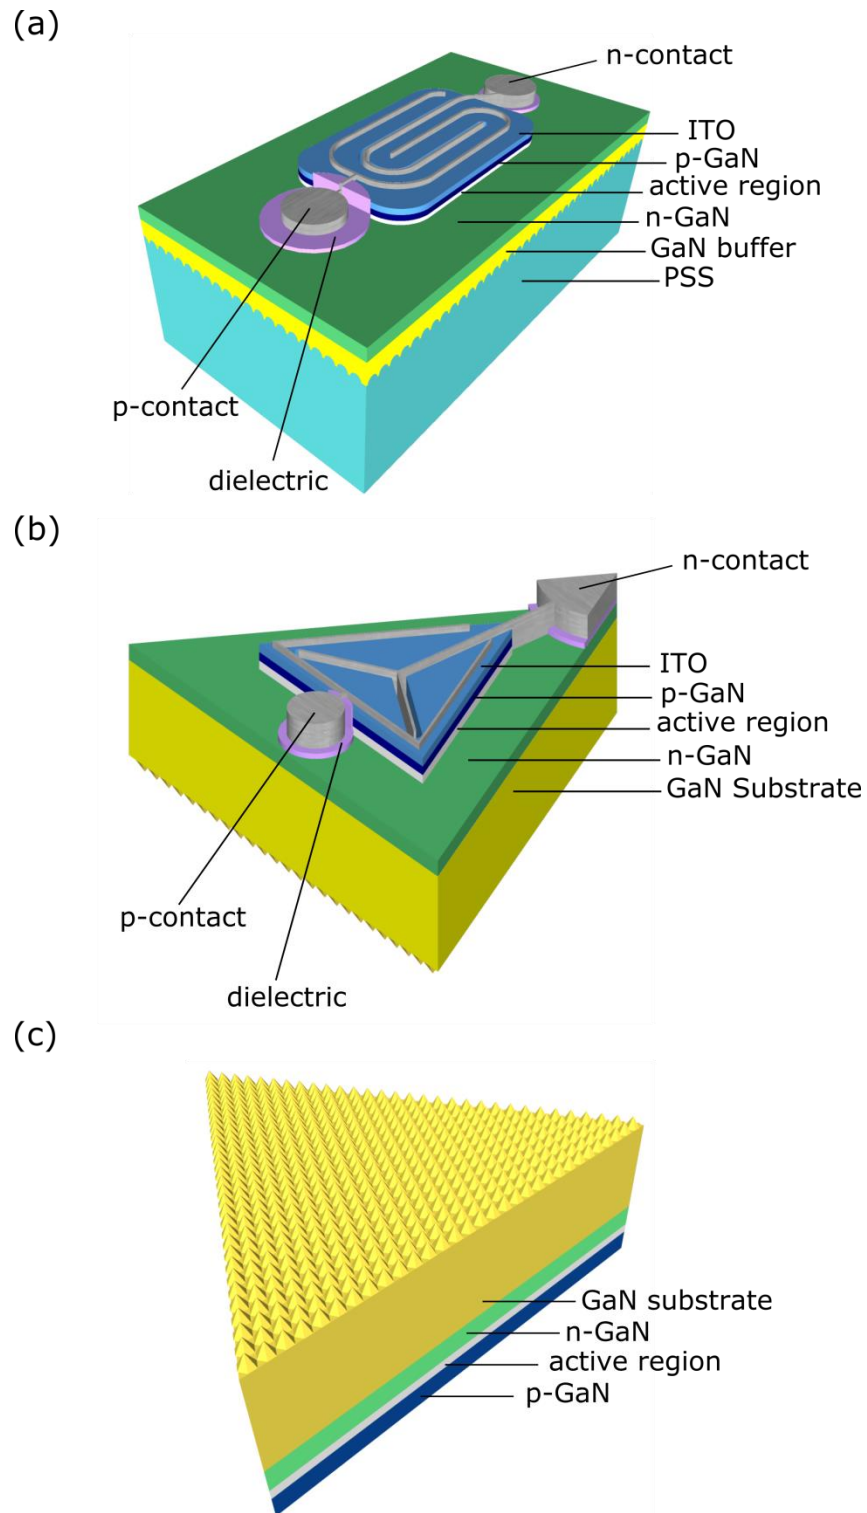 (a)
n-contact
ITO
p-GaN
active region
n-GaN
GaN buffer
PSS
p-contact
dielectric
(b)
n-contact
ITO
p-GaN
active region
n-GaN
GaN Substrate
p-contact
dielectric
(c)
GaN substrate
n-GaN
active region
p-GaN